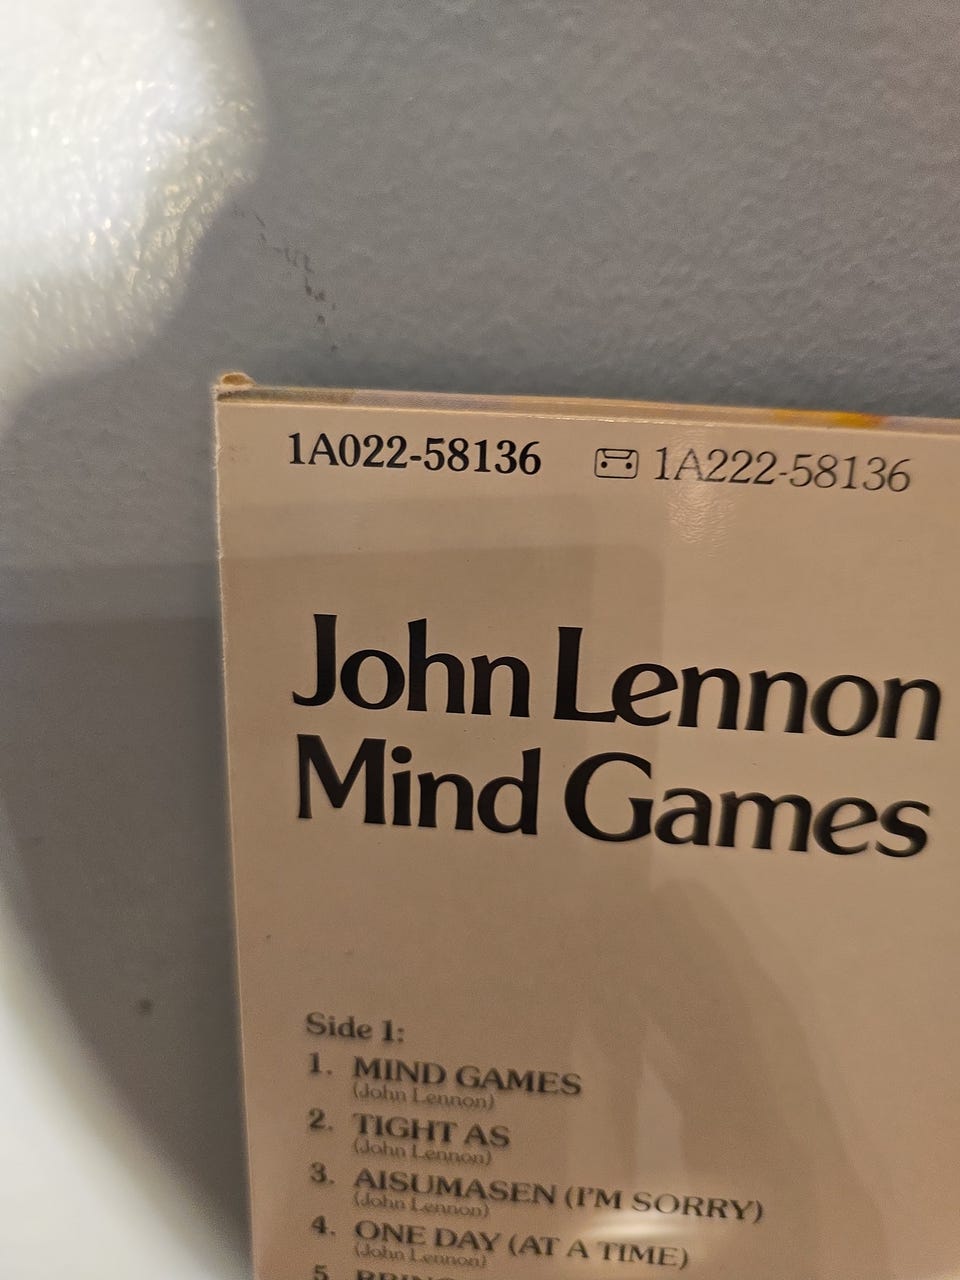 1A022-58136 1A222-58136
John Lennon
Mind Games
Side 1:
1. MIND GAMES
(John Lennon)
2. TIGHT AS
(John Lennon)
3. AISUMASEN (I'M SORRY)
(John Lennon)
4. ONE DAY (AT A TIME)
(John Lennon)
5.